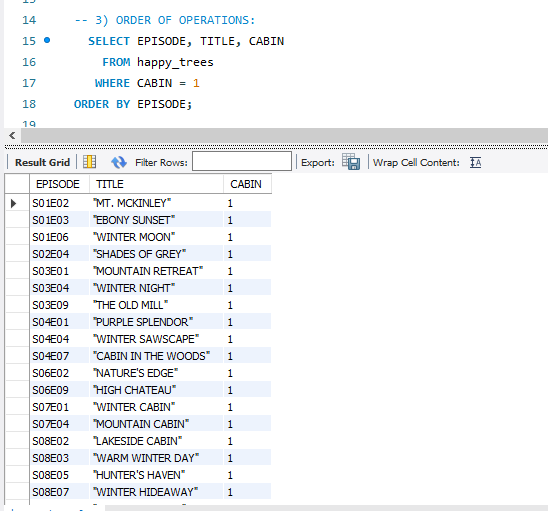 14 -- 3) ORDER OF OPERATIONS:
15 SELECT EPISODE, TITLE, CABIN
16 FROM happy_trees
17 WHERE CABIN = 1
18 ORDER BY EPISODE;
19
Result Grid Filter Rows: Export: Wrap Cell Content: IA
EPISODE TITLE CABIN
S01E02 "MT. MCKINLEY" 1
S01E03 "EBONY SUNSET" 1
S01E06 "WINTER MOON" 1
S02E04 "SHADES OF GREY" 1
S03E01 "MOUNTAIN RETREAT" 1
S03E04 "WINTER NIGHT" 1
S03E09 "THE OLD MILL" 1
S04E01 "PURPLE SPLENDOR" 1
S04E04 "WINTER SAWSCAPE" 1
S04E07 "CABIN IN THE WOODS" 1
S06E02 "NATURE'S EDGE" 1
S06E09 "HIGH CHATEAU" 1
S07E01 "WINTER CABIN" 1
S07E04 "MOUNTAIN CABIN" 1
S08E02 "LAKESIDE CABIN" 1
S08E03 "WARM WINTER DAY" 1
S08E05 "HUNTER'S HAVEN" 1
S08E07 "WINTER HIDEAWAY" 1